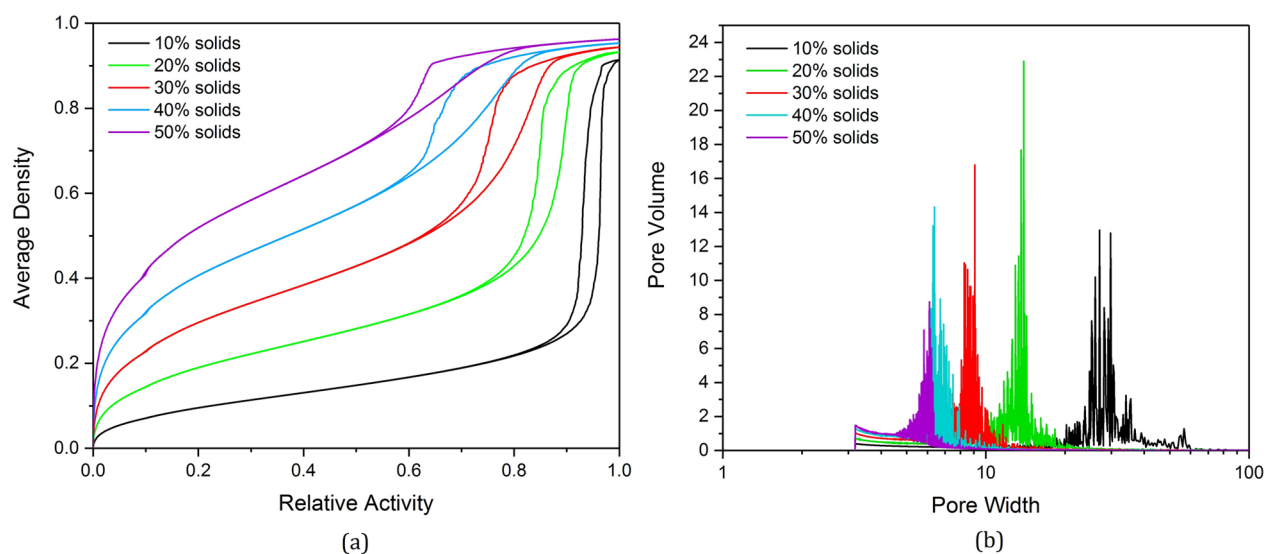 1.0
10% solids
20% solids
30% solids
40% solids
50% solids
0.8
0.6
0.4
0.2
0.0
Average Density
0.0 0.2 0.4 0.6 0.8 1.0
Relative Activity
(a)
24
22
20
18
16
14
12
10
8
6
4
2
0
10% solids
20% solids
30% solids
40% solids
50% solids
Pore Volume
1 10 100
Pore Width
(b)